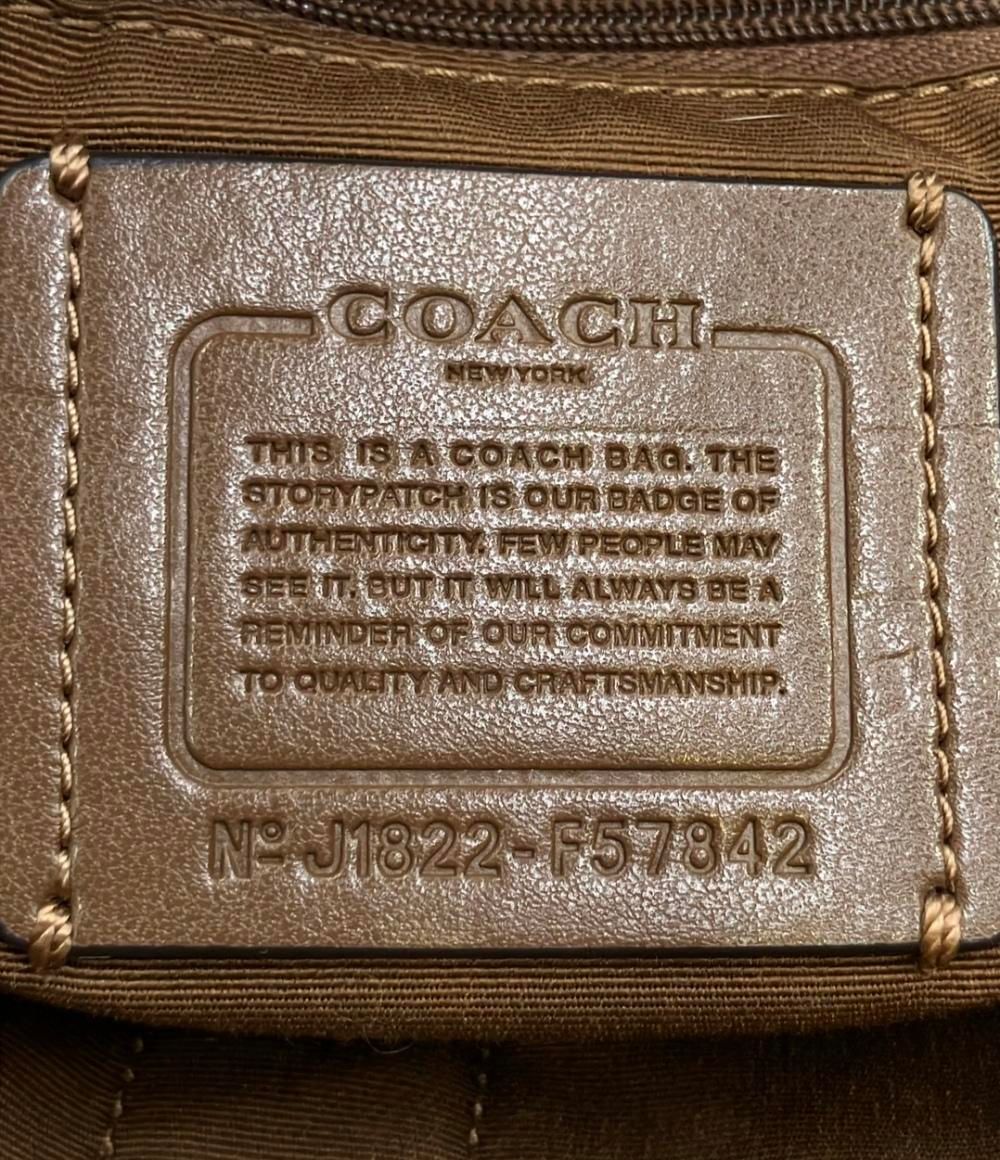 COACH
NEW YORK
THIS IS A COACH BAG. THE
STORYPATCH IS OUR BADGE OF
AUTHENTICITY. FEW PEOPLE MAY
SEE IT. BUT IT WILL ALWAYS BE A
REMINDER OF OUR COMMITMENT
TO QUALITY AND CRAFTSMANSHIP.
Nº J1822-F57842